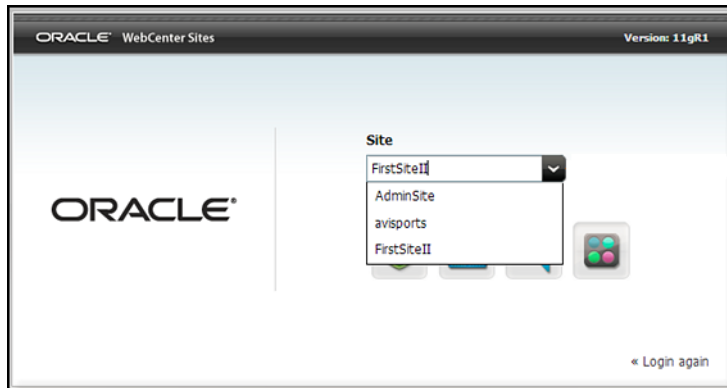 ORACLE® WebCenter Sites
Version: 11gR1
Site
FirstSiteII
AdminSite
avisports
FirstSiteII
ORACLE®
« Login again